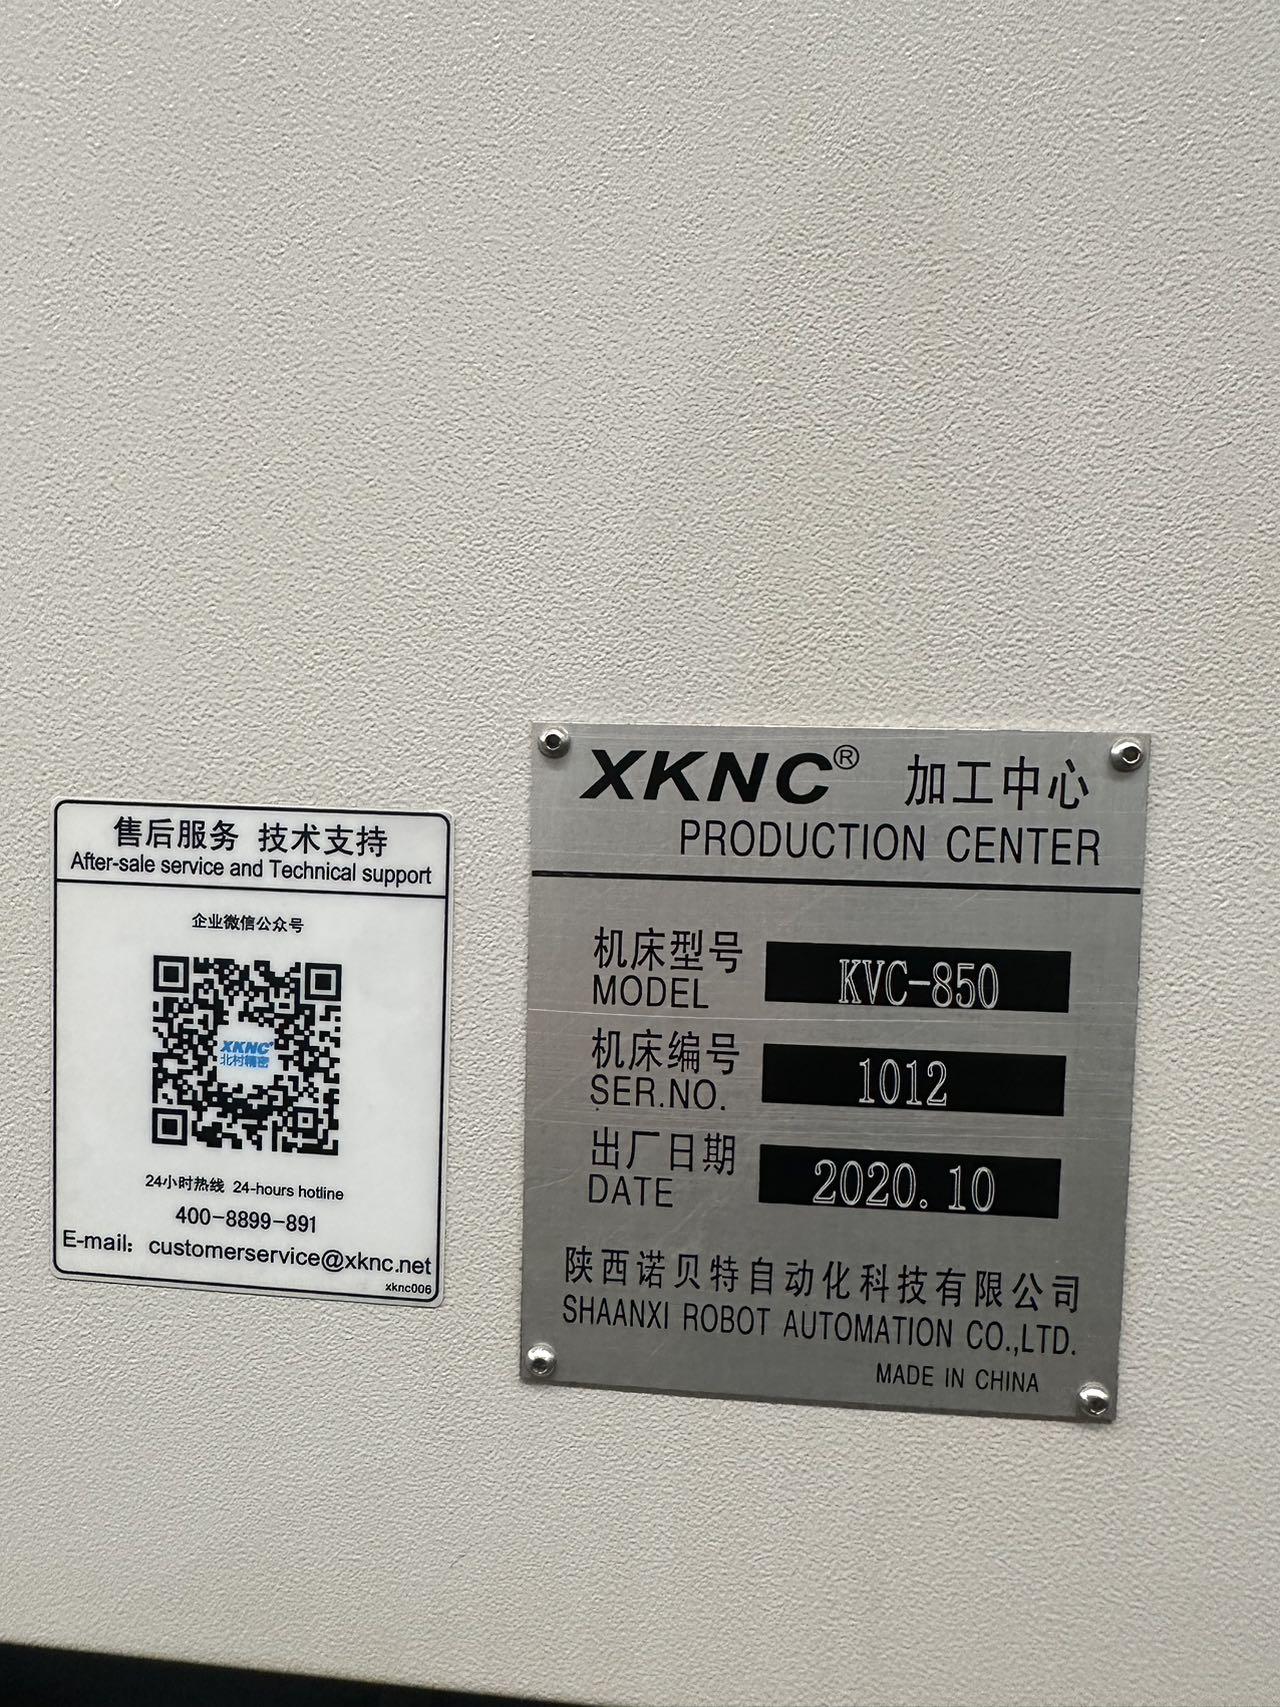 售后服务 技术支持
After-sale service and Technical support
企业微信公众号
XKNC
北村精密
24小时热线 24-hours hotline
400-8899-891
E-mail: customerservice@xknc.net
xknc006
XKNC® 加工中心
PRODUCTION CENTER
机床型号
MODEL
KVC-850
机床编号
SER.NO.
1012
出厂日期
DATE
2020.10
陕西诺贝特自动化科技有限公司
SHAANXI ROBOT AUTOMATION CO.,LTD.
MADE IN CHINA